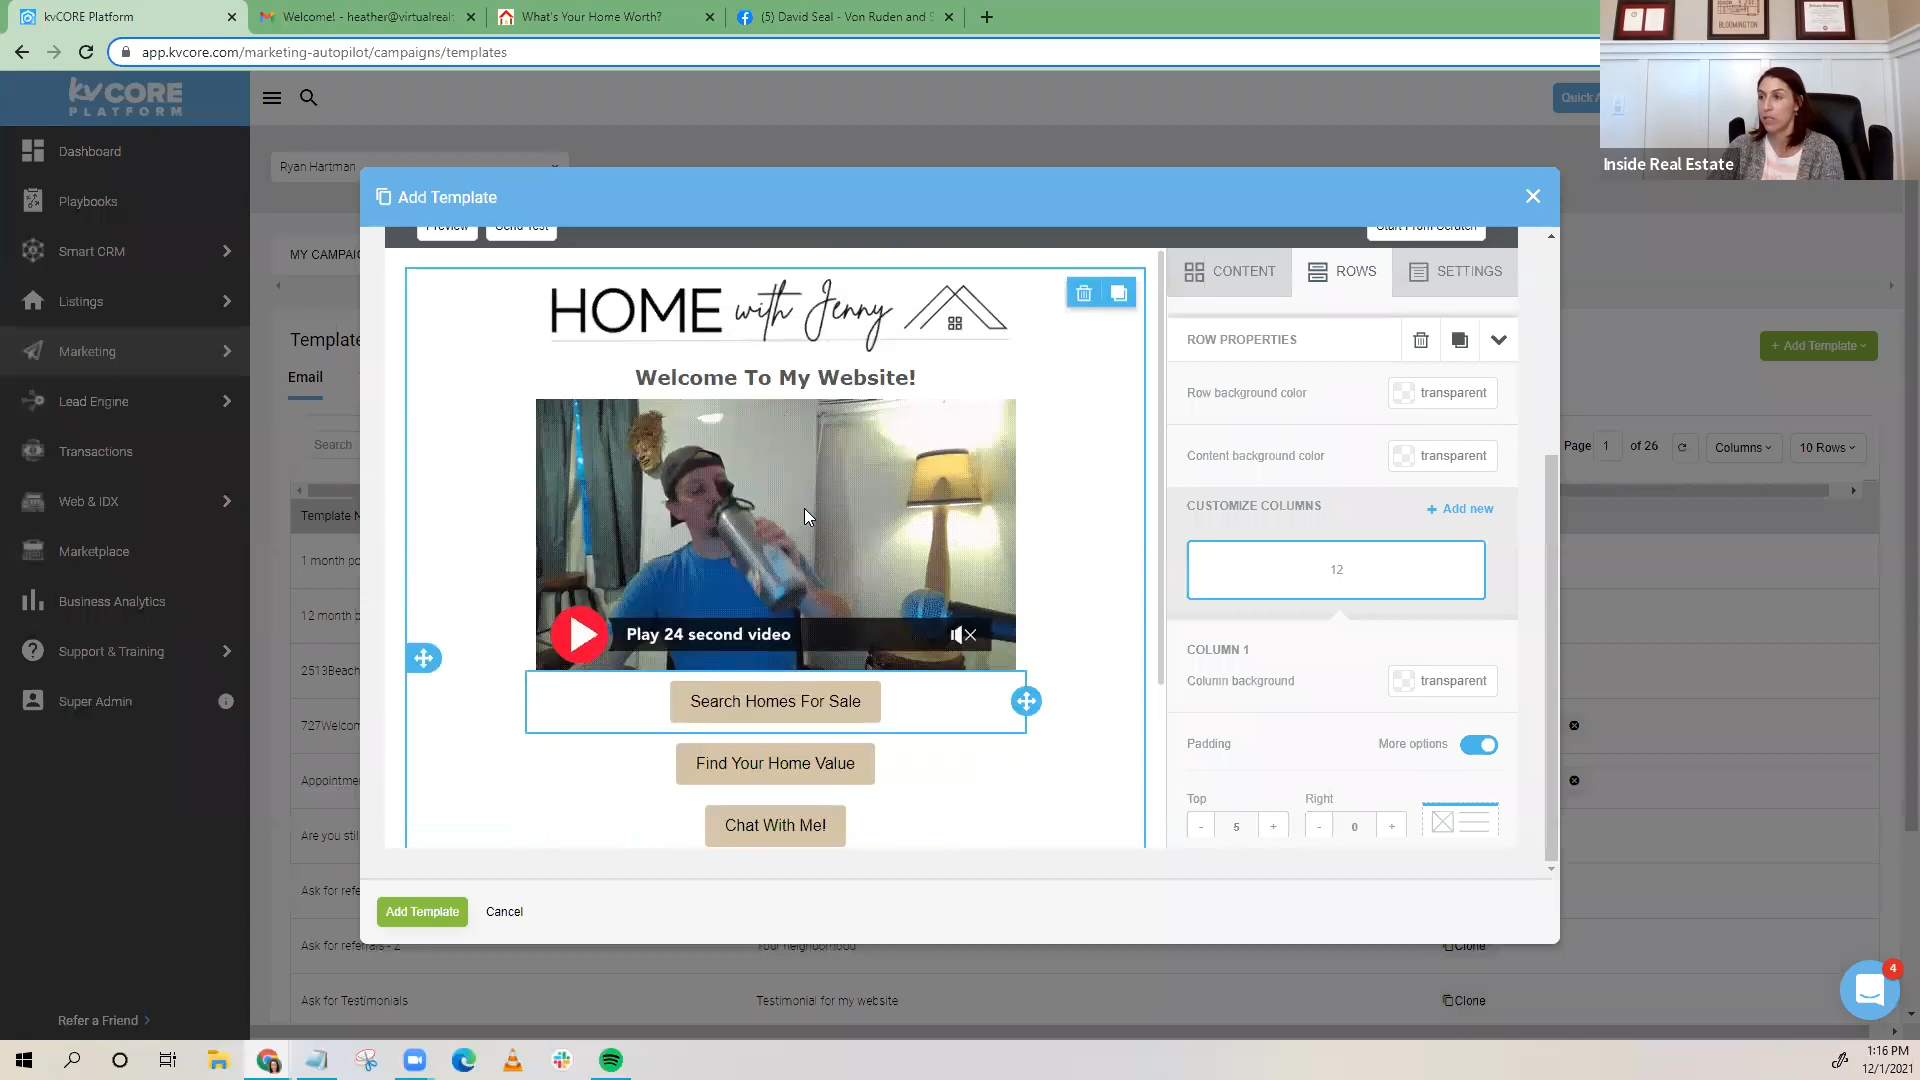 kvCORE Platform
Welcome! - heather@virtualreal
What's Your Home Worth?
(5) David Seal - Von Ruden and S
app.kvcore.com/marketing-autopilot/campaigns/templates
kvCORE
PLATFORM
Quick A
BLOOMINGTON
Inside Real Estate
Dashboard
Playbooks
Smart CRM
Listings
Marketing
Lead Engine
Transactions
Web & IDX
Marketplace
Business Analytics
Support & Training
Super Admin
Refer a Friend
Ryan Hartman
MY CAMPAI
Template
Email
+ Add Template
Search
Page 1 of 26
Columns
10 Rows
Template N
1 month po
12 month p
2513Beach
727Welcom
Appointme
Are you stil
Ask for refe
Ask for referrals - 2
Your neighborhood
Clone
Ask for Testimonials
Testimonial for my website
Clone
Add Template
Preview
Send Test
Start From Scratch
HOME with Jenny
Welcome To My Website!
Play 24 second video
Search Homes For Sale
Find Your Home Value
Chat With Me!
CONTENT
ROWS
SETTINGS
ROW PROPERTIES
Row background color
transparent
Content background color
transparent
CUSTOMIZE COLUMNS
+ Add new
12
COLUMN 1
Column background
transparent
Padding
More options
Top
Right
- 5 +
- 0 +
Add Template
Cancel
4
1:16 PM
12/1/2021